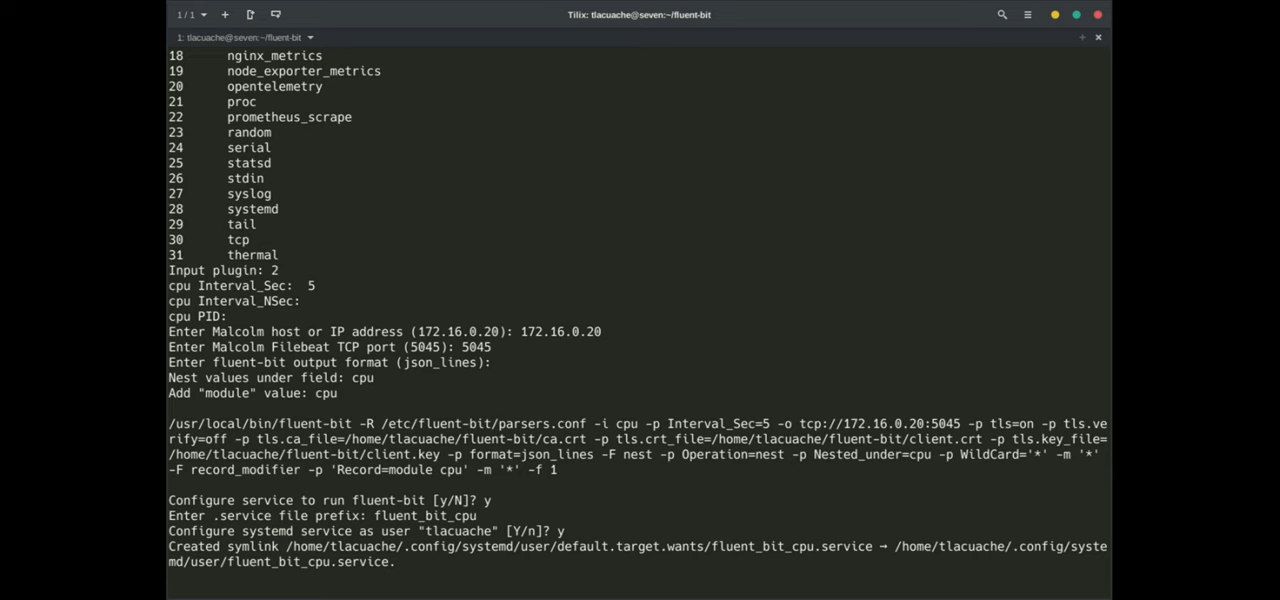 1 / 1
Tilix: tlacuache@seven:~/fluent-bit
1: tlacuache@seven:~/fluent-bit
18 nginx_metrics
19 node_exporter_metrics
20 opentelemetry
21 proc
22 prometheus_scrape
23 random
24 serial
25 statsd
26 stdin
27 syslog
28 systemd
29 tail
30 tcp
31 thermal
Input plugin: 2
cpu Interval_Sec:  5
cpu Interval_NSec:
cpu PID:
Enter Malcolm host or IP address (172.16.0.20): 172.16.0.20
Enter Malcolm Filebeat TCP port (5045): 5045
Enter fluent-bit output format (json_lines):
Nest values under field: cpu
Add "module" value: cpu
/usr/local/bin/fluent-bit -R /etc/fluent-bit/parsers.conf -i cpu -p Interval_Sec=5 -o tcp://172.16.0.20:5045 -p tls=on -p tls.ve
rify=off -p tls.ca_file=/home/tlacuache/fluent-bit/ca.crt -p tls.crt_file=/home/tlacuache/fluent-bit/client.crt -p tls.key_file=
/home/tlacuache/fluent-bit/client.key -p format=json_lines -F nest -p Operation=nest -p Nested_under=cpu -p WildCard='*' -m '*'
-F record_modifier -p 'Record=module cpu' -m '*' -f 1
Configure service to run fluent-bit [y/N]? y
Enter .service file prefix: fluent_bit_cpu
Configure systemd service as user "tlacuache" [Y/n]? y
Created symlink /home/tlacuache/.config/systemd/user/default.target.wants/fluent_bit_cpu.service → /home/tlacuache/.config/syste
md/user/fluent_bit_cpu.service.